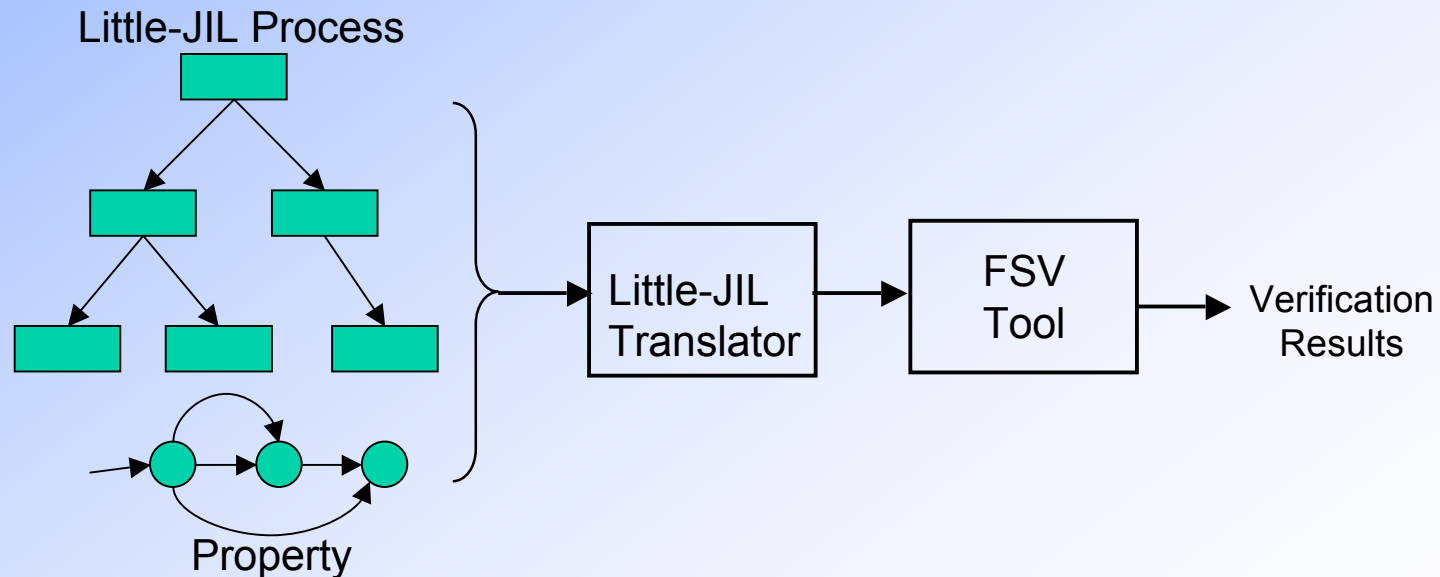 Little-JIL Process
Little-JIL
Translator
FSV
Tool
Verification
Results
Property